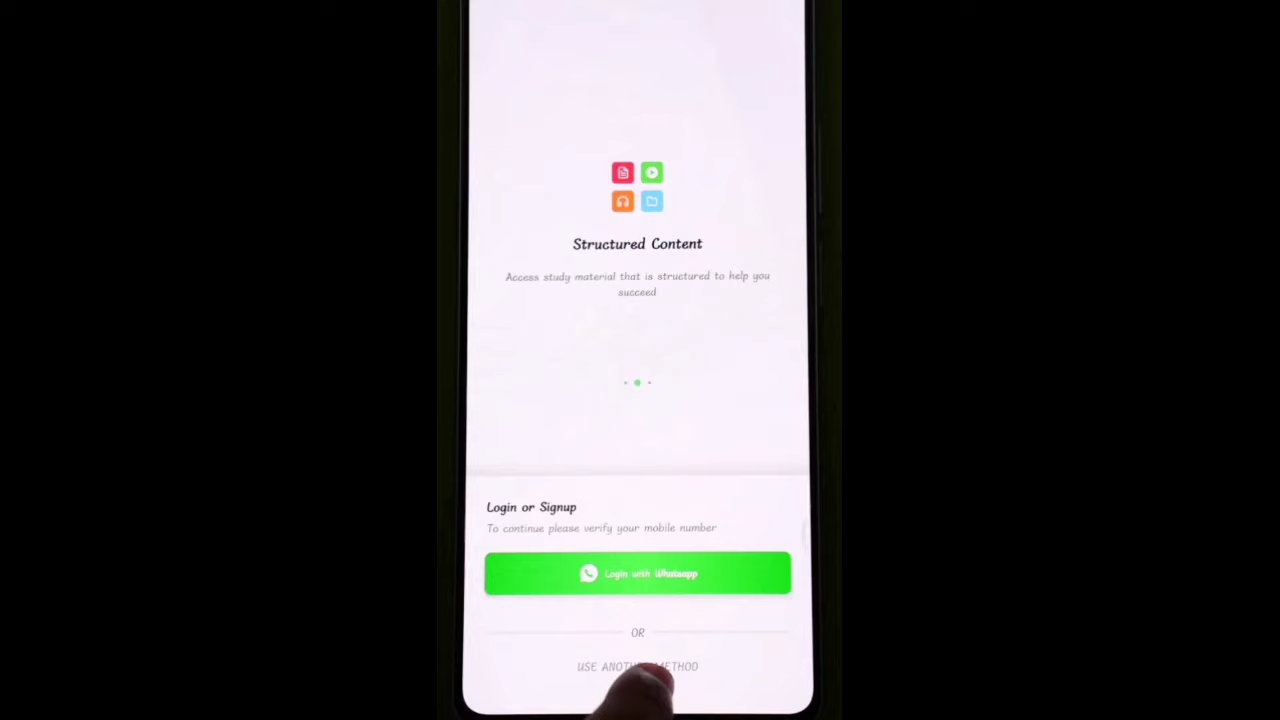 Structured Content
Access study material that is structured to help you
succeed
Login or Signup
To continue please verify your mobile number
Login with Whatsapp
OR
USE ANOTHER METHOD